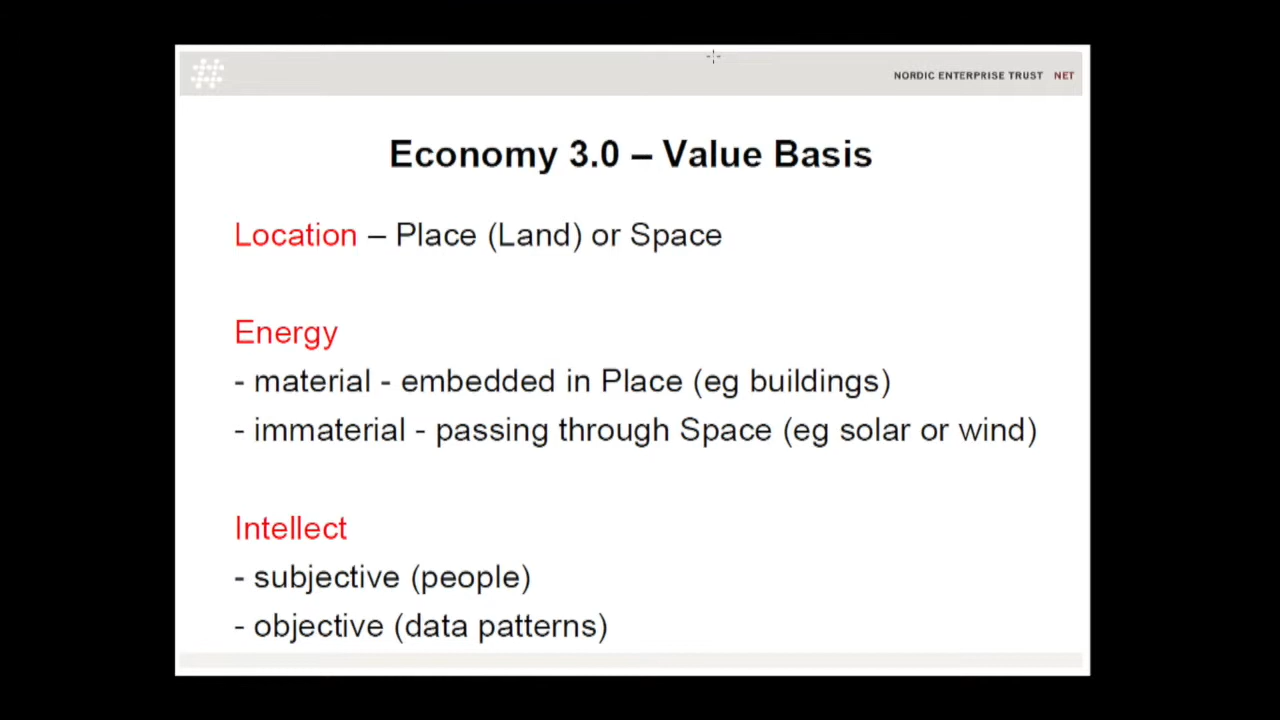 NORDIC ENTERPRISE TRUST NET
Economy 3.0 – Value Basis
Location – Place (Land) or Space
Energy
- material - embedded in Place (eg buildings)
- immaterial - passing through Space (eg solar or wind)
Intellect
- subjective (people)
- objective (data patterns)